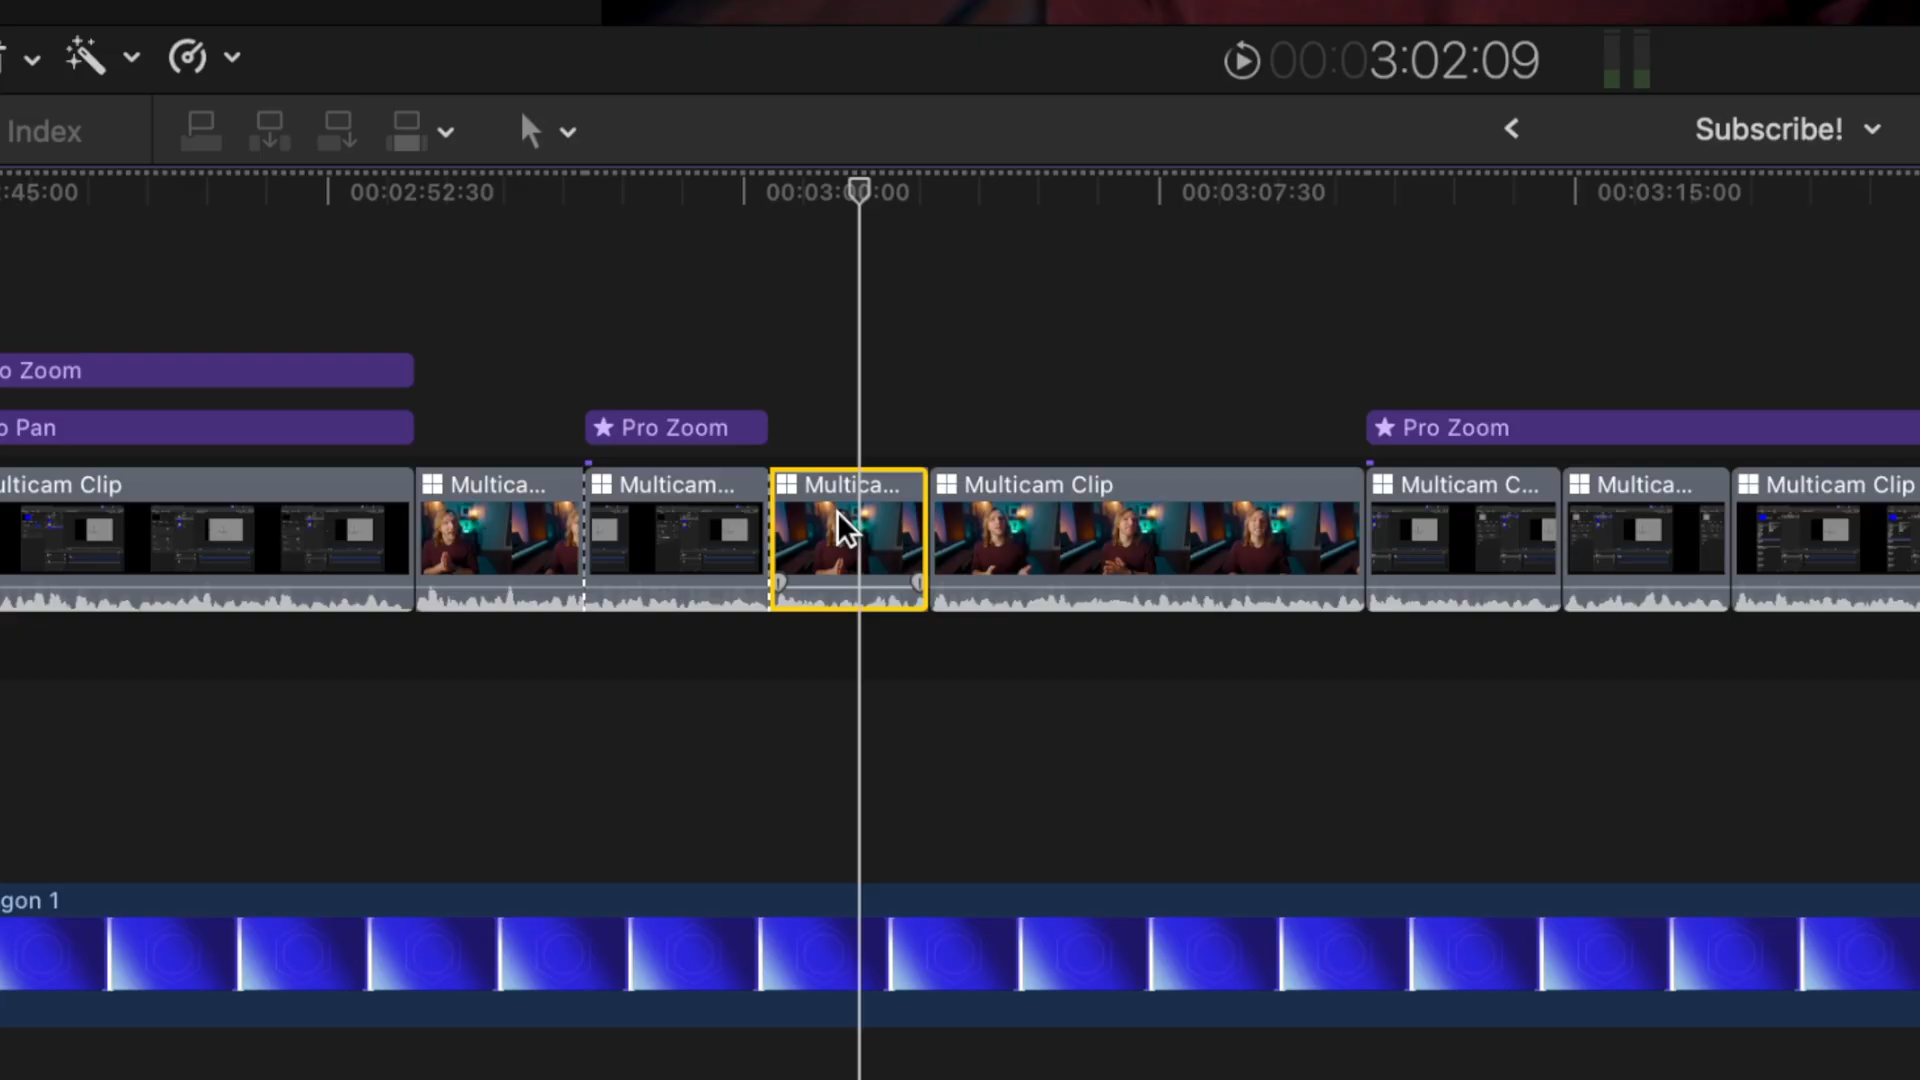 00:03:02:09
Index
Subscribe!
:45:00 00:02:52:30 00:03:00:00 00:03:07:30 00:03:15:00
o Zoom
o Pan
Pro Zoom
Pro Zoom
ulticam Clip
Multica...
Multicam...
Multica...
Multicam Clip
Multicam C...
Multica...
Multicam Clip
gon 1